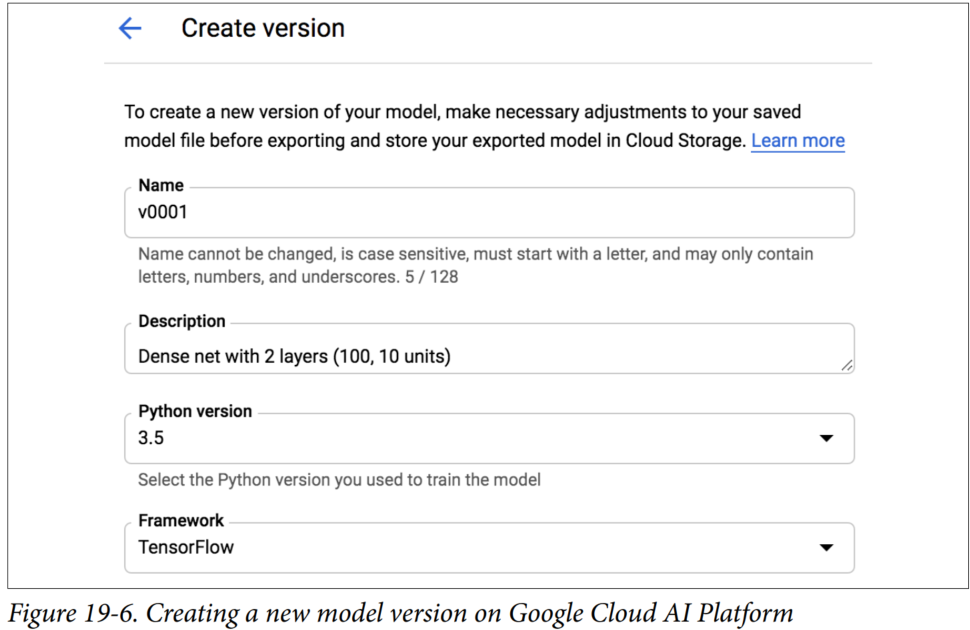 Create version
To create a new version of your model, make necessary adjustments to your saved
model file before exporting and store your exported model in Cloud Storage. Learn more
Name
v0001
Name cannot be changed, is case sensitive, must start with a letter, and may only contain
letters, numbers, and underscores. 5 / 128
Description
Dense net with 2 layers (100, 10 units)
Python version
3.5
Select the Python version you used to train the model
Framework
TensorFlow
Figure 19-6. Creating a new model version on Google Cloud AI Platform